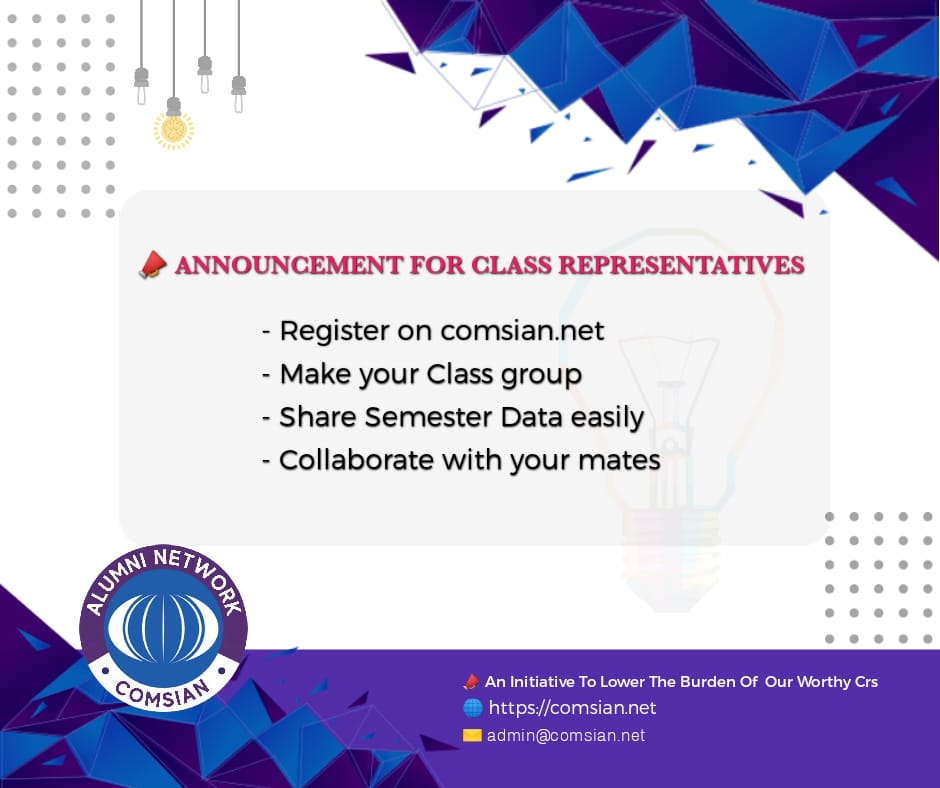 📣 ANNOUNCEMENT FOR CLASS REPRESENTATIVES
- Register on comsian.net
- Make your Class group
- Share Semester Data easily
- Collaborate with your mates
ALUMNI NETWORK
COMSIAN
📣 An Initiative To Lower The Burden Of Our Worthy Crs
🌐 https://comsian.net
✉️ admin@comsian.net